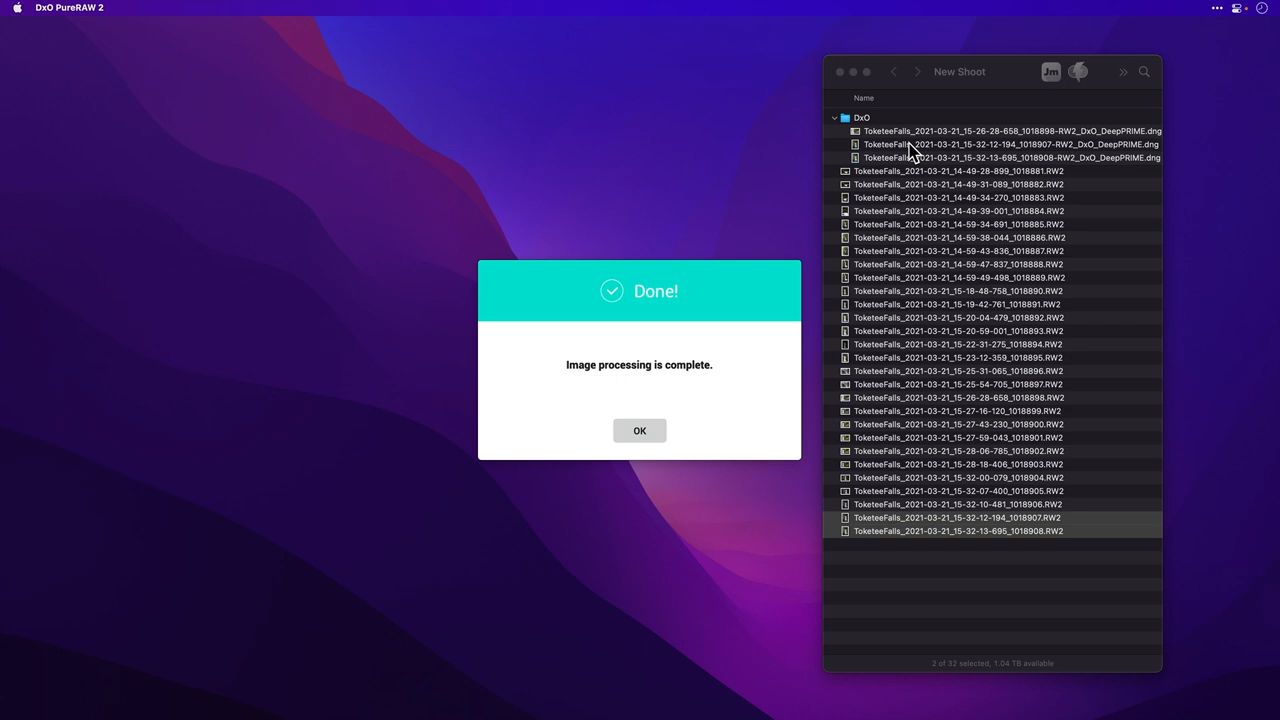 DxO PureRAW 2
New Shoot
Jm
Name
DxO
ToketeeFalls_2021-03-21_15-26-28-658_1018898-RW2_DxO_DeepPRIME.dng
ToketeeFalls_2021-03-21_15-32-12-194_1018907-RW2_DxO_DeepPRIME.dng
ToketeeFalls_2021-03-21_15-32-13-695_1018908-RW2_DxO_DeepPRIME.dng
ToketeeFalls_2021-03-21_14-49-28-899_1018881.RW2
ToketeeFalls_2021-03-21_14-49-31-089_1018882.RW2
ToketeeFalls_2021-03-21_14-49-34-270_1018883.RW2
ToketeeFalls_2021-03-21_14-49-39-001_1018884.RW2
ToketeeFalls_2021-03-21_14-59-34-691_1018885.RW2
ToketeeFalls_2021-03-21_14-59-38-044_1018886.RW2
ToketeeFalls_2021-03-21_14-59-43-836_1018887.RW2
ToketeeFalls_2021-03-21_14-59-47-837_1018888.RW2
ToketeeFalls_2021-03-21_14-59-49-498_1018889.RW2
ToketeeFalls_2021-03-21_15-18-48-758_1018890.RW2
ToketeeFalls_2021-03-21_15-19-42-761_1018891.RW2
ToketeeFalls_2021-03-21_15-20-04-479_1018892.RW2
ToketeeFalls_2021-03-21_15-20-59-001_1018893.RW2
ToketeeFalls_2021-03-21_15-22-31-275_1018894.RW2
ToketeeFalls_2021-03-21_15-23-12-359_1018895.RW2
ToketeeFalls_2021-03-21_15-25-31-065_1018896.RW2
ToketeeFalls_2021-03-21_15-25-54-705_1018897.RW2
ToketeeFalls_2021-03-21_15-26-28-658_1018898.RW2
ToketeeFalls_2021-03-21_15-27-16-120_1018899.RW2
ToketeeFalls_2021-03-21_15-27-43-230_1018900.RW2
ToketeeFalls_2021-03-21_15-27-59-043_1018901.RW2
ToketeeFalls_2021-03-21_15-28-06-785_1018902.RW2
ToketeeFalls_2021-03-21_15-28-18-406_1018903.RW2
ToketeeFalls_2021-03-21_15-32-00-079_1018904.RW2
ToketeeFalls_2021-03-21_15-32-07-400_1018905.RW2
ToketeeFalls_2021-03-21_15-32-10-481_1018906.RW2
ToketeeFalls_2021-03-21_15-32-12-194_1018907.RW2
ToketeeFalls_2021-03-21_15-32-13-695_1018908.RW2
2 of 32 selected, 1.04 TB available
Done!
Image processing is complete.
OK